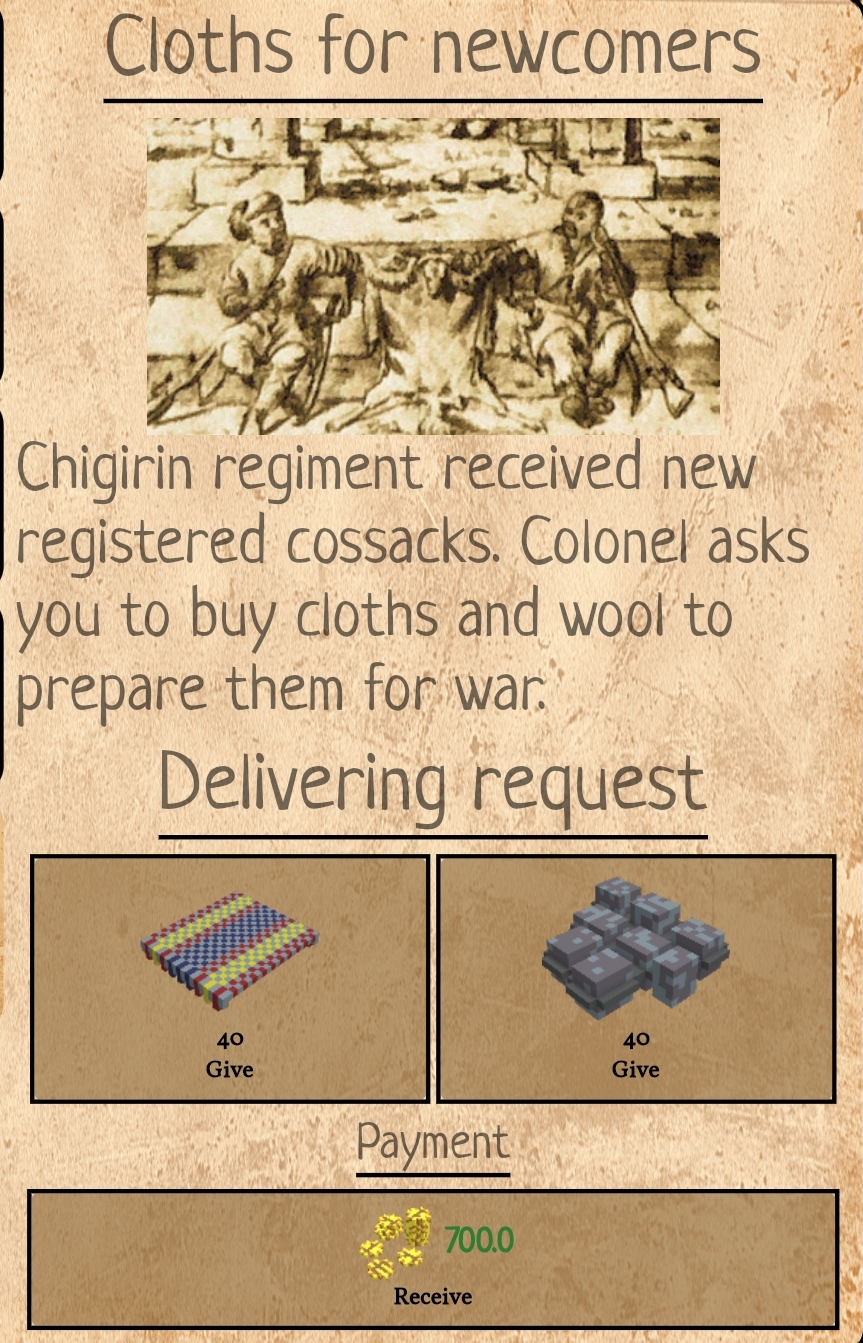 Cloths for newcomers
Chigirin regiment received new
registered cossacks. Colonel asks
you to buy cloths and wool to
prepare them for war.
Delivering request
40
Give
40
Give
Payment
700.0
Receive